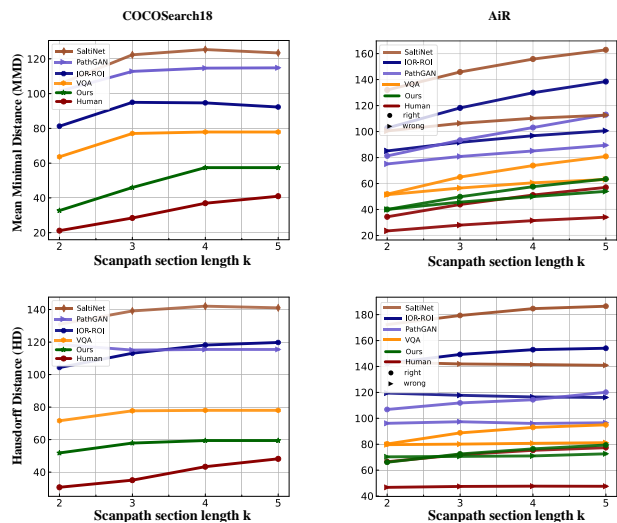 COCOSearch18
AiR
Mean Minimal Distance (MMD)
120
100
80
60
40
20
SaltiNet
PathGAN
IOR-ROI
VQA
Ours
Human
2 3 4 5
Scanpath section length k
160
140
120
100
80
60
40
20
SaltiNet
IOR-ROI
PathGAN
VQA
Ours
Human
right
wrong
2 3 4 5
Scanpath section length k
Hausdorff Distance (HD)
140
120
100
80
60
40
SaltiNet
PathGAN
IOR-ROI
VQA
Ours
Human
2 3 4 5
Scanpath section length k
200
180
160
140
120
100
80
60
40
SaltiNet
IOR-ROI
PathGAN
VQA
Ours
Human
right
wrong
2 3 4 5
Scanpath section length k